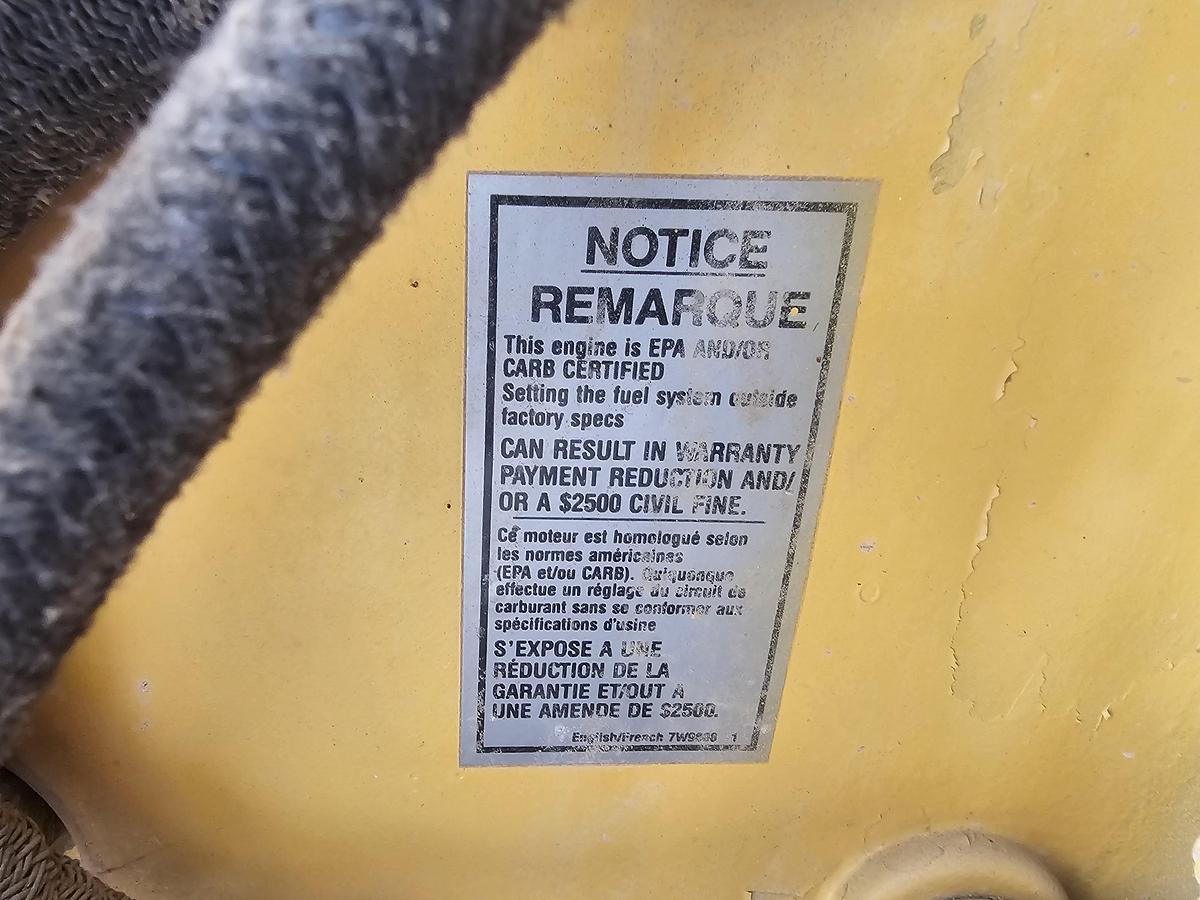 NOTICE
REMARQUE
This engine is EPA AND/OR
CARB CERTIFIED
Setting the fuel system outside
factory specs
CAN RESULT IN WARRANTY
PAYMENT REDUCTION AND/
OR A $2500 CIVIL FINE.
Ce moteur est homologué selon
les normes américaines
(EPA et/ou CARB). Quiquonque
effectue un réglage du circuit de
carburant sans se conformer aux
spécifications d'usine
S'EXPOSE A UNE
RÉDUCTION DE LA
GARANTIE ET/OUT A
UNE AMENDE DE $2500.
English/French 1